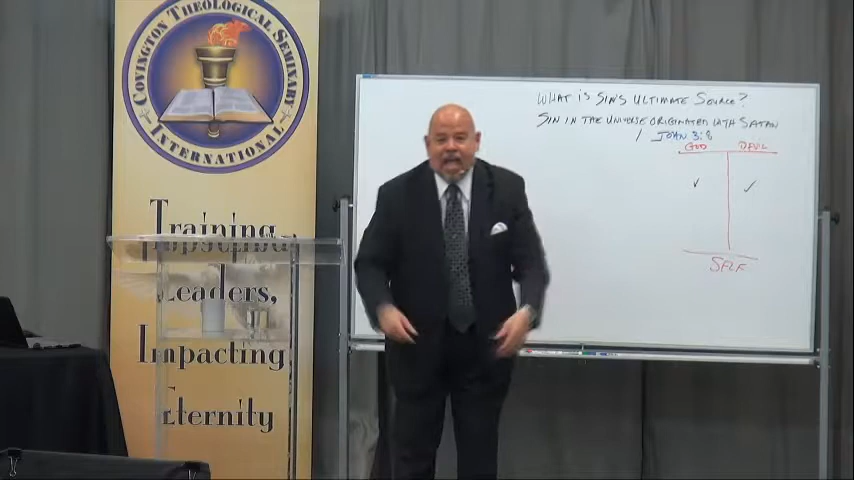 COVINGTON THEOLOGICAL SEMINARY
INTERNATIONAL
Training
Leaders,
Impacting
Eternity
WHAT IS SIN'S ULTIMATE SOURCE?
SIN IN THE UNIVERSE ORIGINATED WITH SATAN
1 JOHN 3:8
GOD DEVIL
SELF